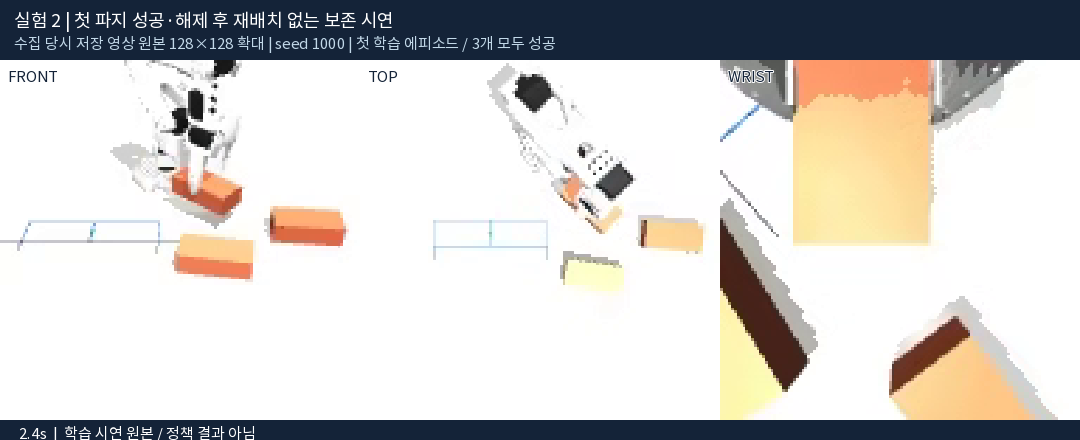 실험 2 | 첫 파지 성공·해제 후 재배치 없는 보존 시연
수집 당시 저장 영상 원본 128×128 확대 | seed 1000 | 첫 학습 에피소드 / 3개 모두 성공
FRONT
TOP
WRIST
2.4s | 학습 시연 원본 / 정책 결과 아님